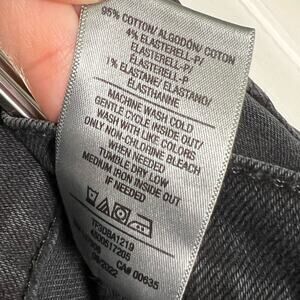 95% COTTON/ ALGODÓN/ COTON
4% ELASTERELL-P/
ELASTERELL-P/
ELASTERELL-P
1% ELASTANE/ ELASTANO/
ELASTHANNE
MACHINE WASH COLD
GENTLE CYCLE INSIDE OUT/
WASH WITH LIKE COLORS/
ONLY NON-CHLORINE BLEACH
WHEN NEEDED
TUMBLE DRY LOW
MEDIUM IRON INSIDE OUT
IF NEEDED
CA# 00635